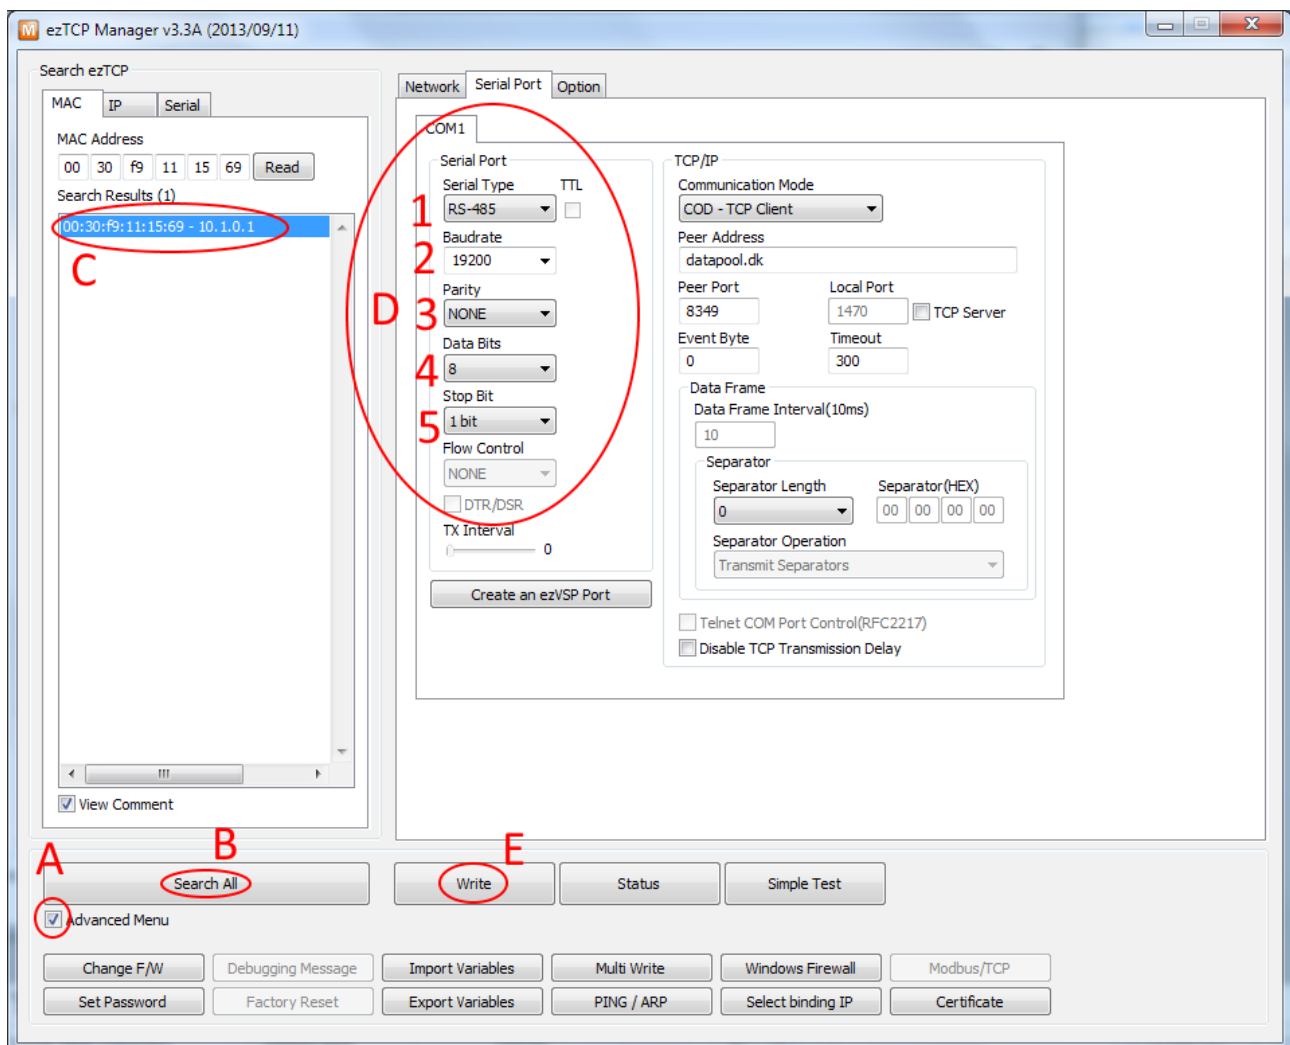 ezTCP Manager v3.3A (2013/09/11)
Search ezTCP
MAC IP Serial
MAC Address
00 30 f9 11 15 69 Read
Search Results (1)
00:30:f9:11:15:69 - 10.1.0.1
C
View Comment
Network Serial Port Option
COM1
Serial Port
Serial Type TTL
1 RS-485
Baudrate
2 19200
Parity
D 3 NONE
Data Bits
4 8
Stop Bit
5 1 bit
Flow Control
NONE
DTR/DSR
TX Interval
0
Create an ezVSP Port
TCP/IP
Communication Mode
COD - TCP Client
Peer Address
datapool.dk
Peer Port Local Port
8349 1470 TCP Server
Event Byte Timeout
0 300
Data Frame
Data Frame Interval(10ms)
10
Separator
Separator Length Separator(HEX)
0 00 00 00 00
Separator Operation
Transmit Separators
Telnet COM Port Control(RFC2217)
Disable TCP Transmission Delay
A B E
Search All Write Status Simple Test
Advanced Menu
Change F/W Debugging Message Import Variables Multi Write Windows Firewall Modbus/TCP
Set Password Factory Reset Export Variables PING / ARP Select binding IP Certificate